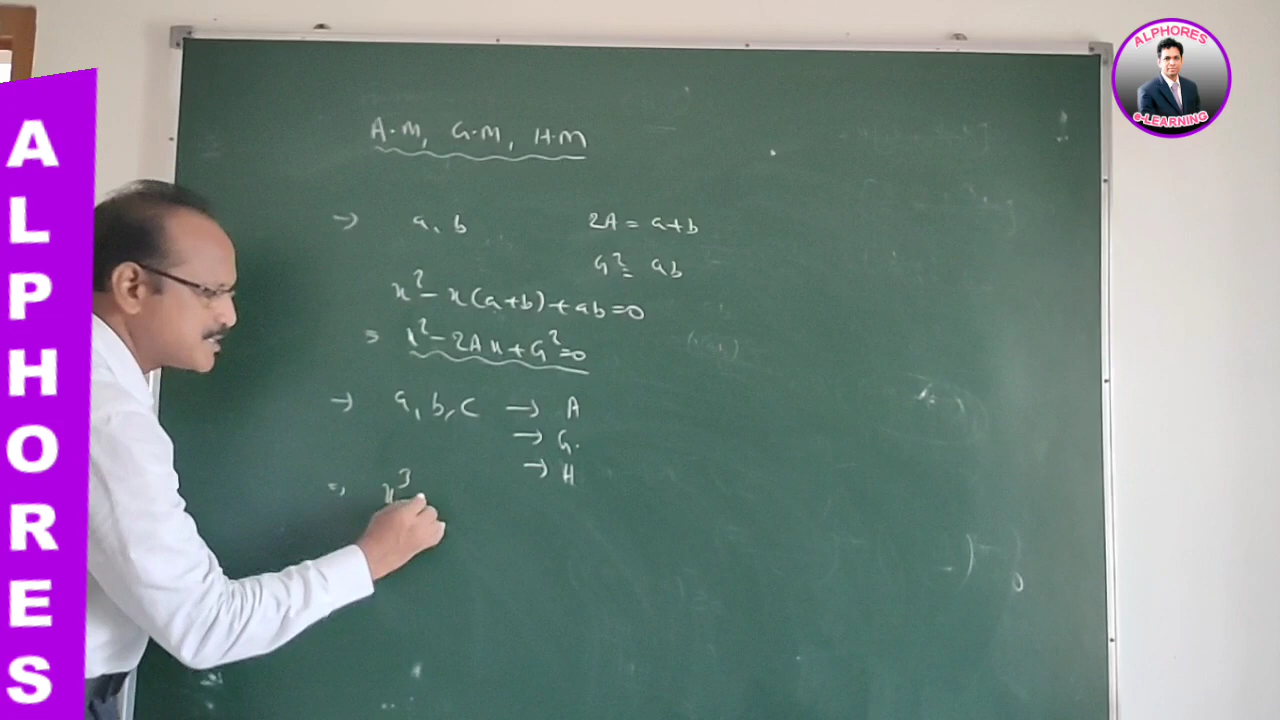 ALPHORES
ALPHORES
e-LEARNING
A.M, G.M, H.M
→ a, b 2A = a+b
G² = ab
x² - x(a+b) + ab = 0
⇒ x² - 2Ax + G² = 0
→ a, b, c → A
→ G.
→ H
⇒ x³